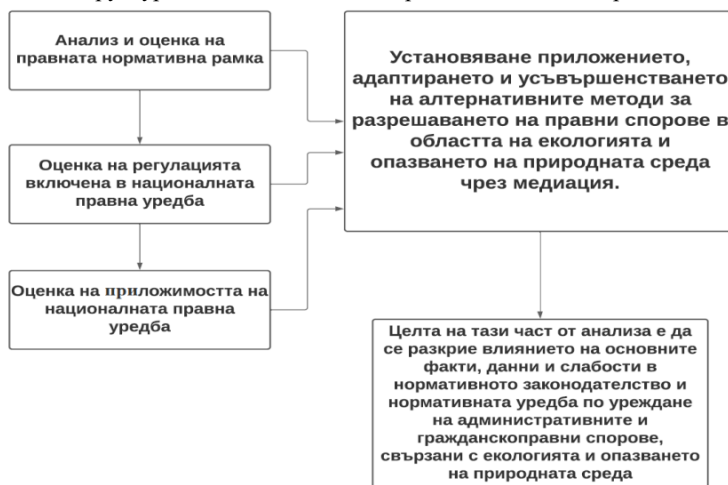 Анализ и оценка на
правната нормативна рамка
Оценка на регулацията
включена в националната
правна уредба
Оценка на приложимостта на
националната правна
уредба
Установяване приложението,
адаптирането и усъвършенстването
на алтернативните методи за
разрешаването на правни спорове в
областта на екологията и
опазването на природната среда
чрез медиация.
Целта на тази част от анализа е да
се разкрие влиянието на основните
факти, данни и слабости в
нормативното законодателство и
нормативната уредба по уреждане
на административните и
гражданскоправни спорове,
свързани с екологията и опазването
на природната среда